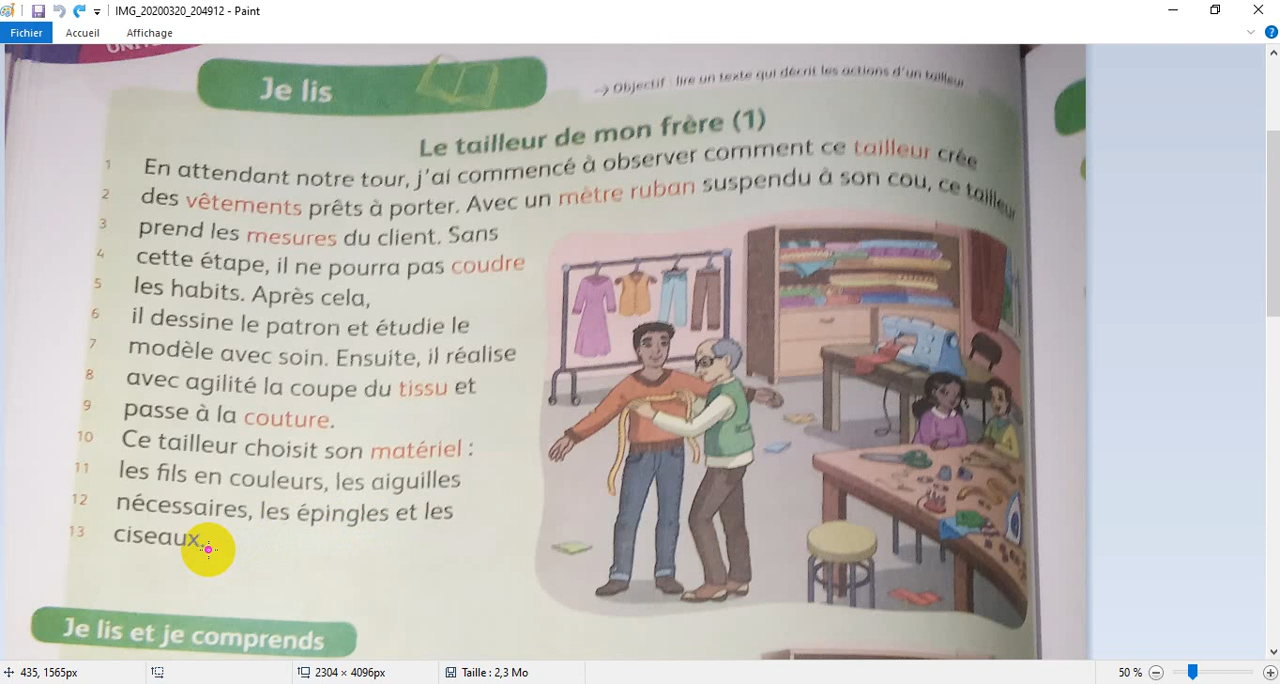 IMG_20200320_204912 - Paint
Fichier Accueil Affichage
Je lis
→ Objectif : lire un texte qui décrit les actions d'un tailleur.
Le tailleur de mon frère (1)
1 En attendant notre tour, j'ai commencé à observer comment ce tailleur crée
2 des vêtements prêts à porter. Avec un mètre ruban suspendu à son cou, ce tailleur
3 prend les mesures du client. Sans
4 cette étape, il ne pourra pas coudre
5 les habits. Après cela,
6 il dessine le patron et étudie le
7 modèle avec soin. Ensuite, il réalise
8 avec agilité la coupe du tissu et
9 passe à la couture.
10 Ce tailleur choisit son matériel :
11 les fils en couleurs, les aiguilles
12 nécessaires, les épingles et les
13 ciseaux.
Je lis et je comprends
435, 1565px 2304 × 4096px Taille : 2,3 Mo 50 %